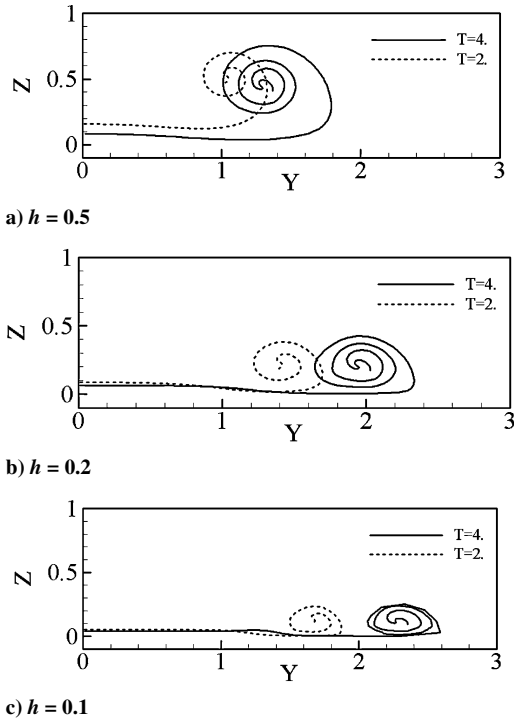 1
T=4.
T=2.
Z
0.5
0
0 1 2 3
Y
a) h = 0.5
1
T=4.
T=2.
Z
0.5
0
0 1 2 3
Y
b) h = 0.2
1
T=4.
T=2.
Z
0.5
0
0 1 2 3
Y
c) h = 0.1